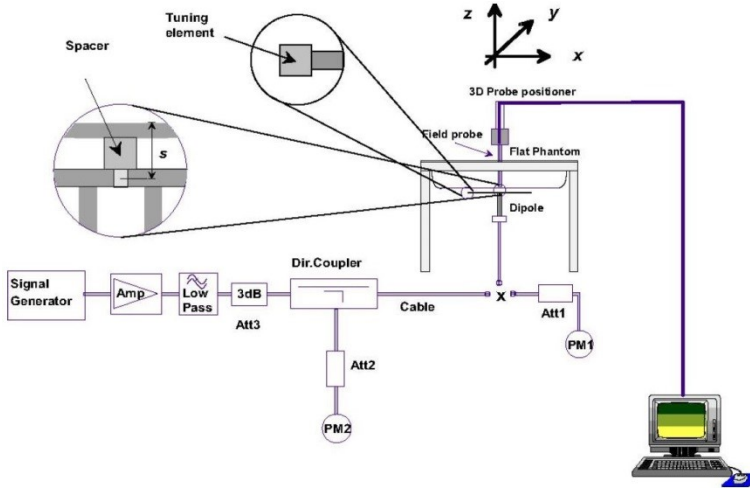 Tuning
element
z
y
x
Spacer
3D Probe positioner
s
Field probe
Flat Phantom
Dipole
Dir.Coupler
Signal
Generator
Amp
Low
Pass
3dB
Att3
Cable
X
Att1
PM1
Att2
PM2